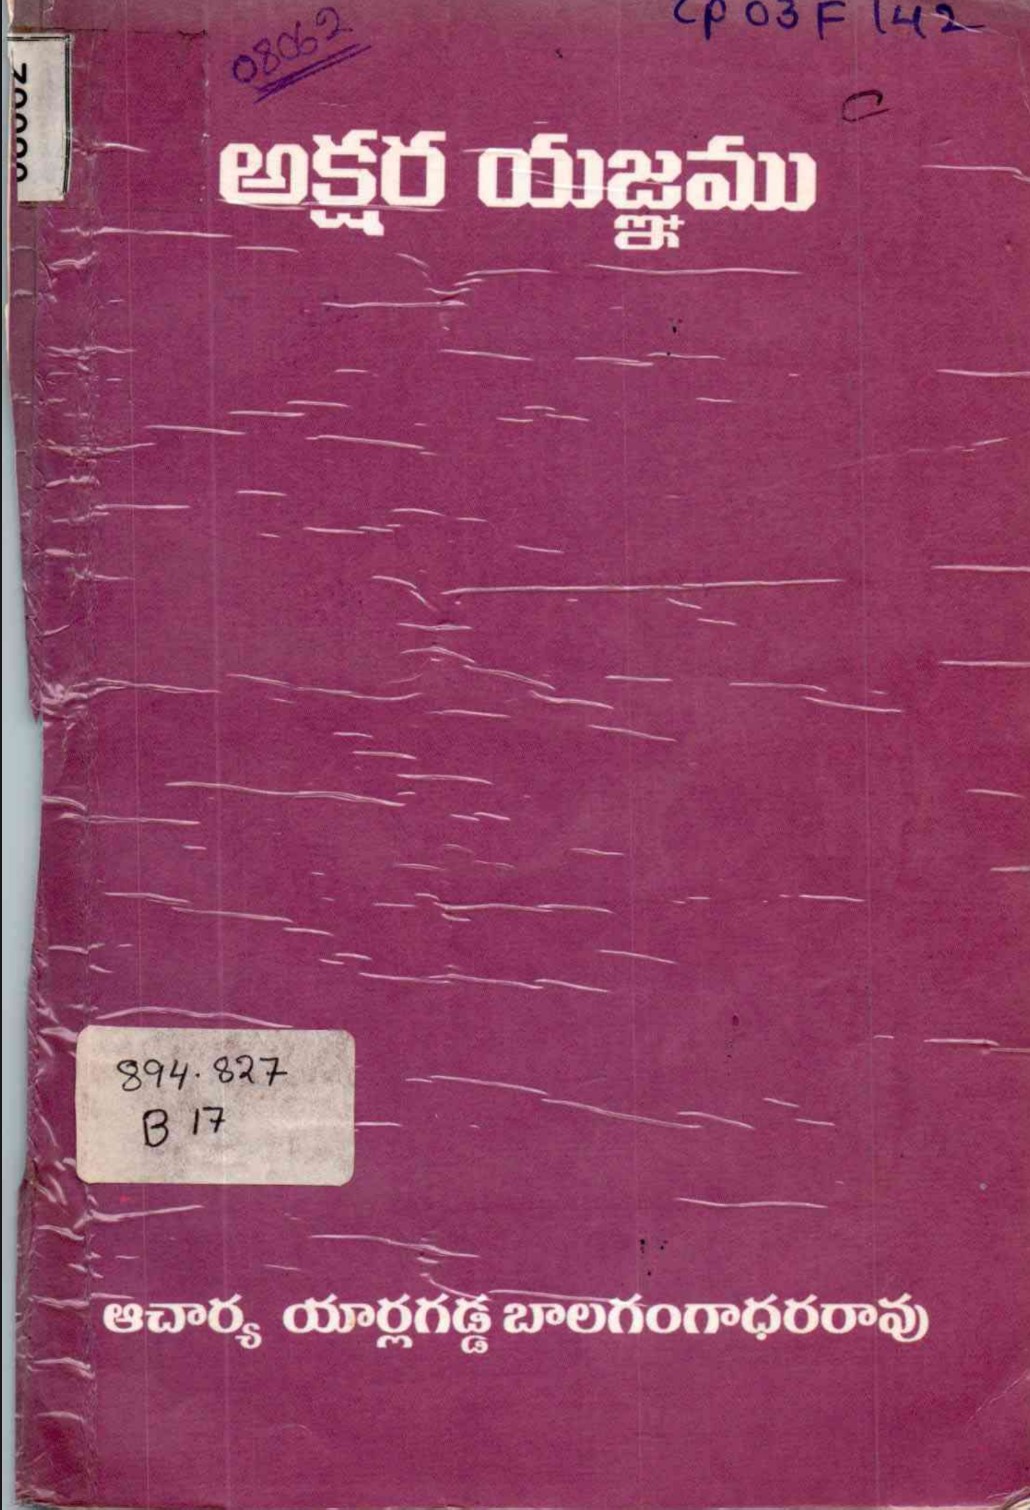 CP 03 F 142
08062
అక్షర యజ్ఞము
894.827
B 17
ఆచార్య యార్లగడ్డ బాలగంగాధరరావు